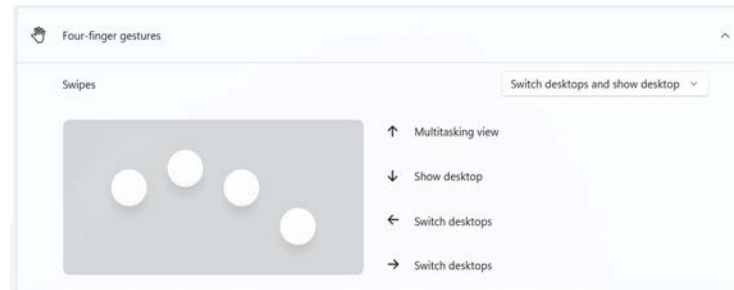 Four-finger gestures
Swipes
Switch desktops and show desktop
Multitasking view
Show desktop
Switch desktops
Switch desktops